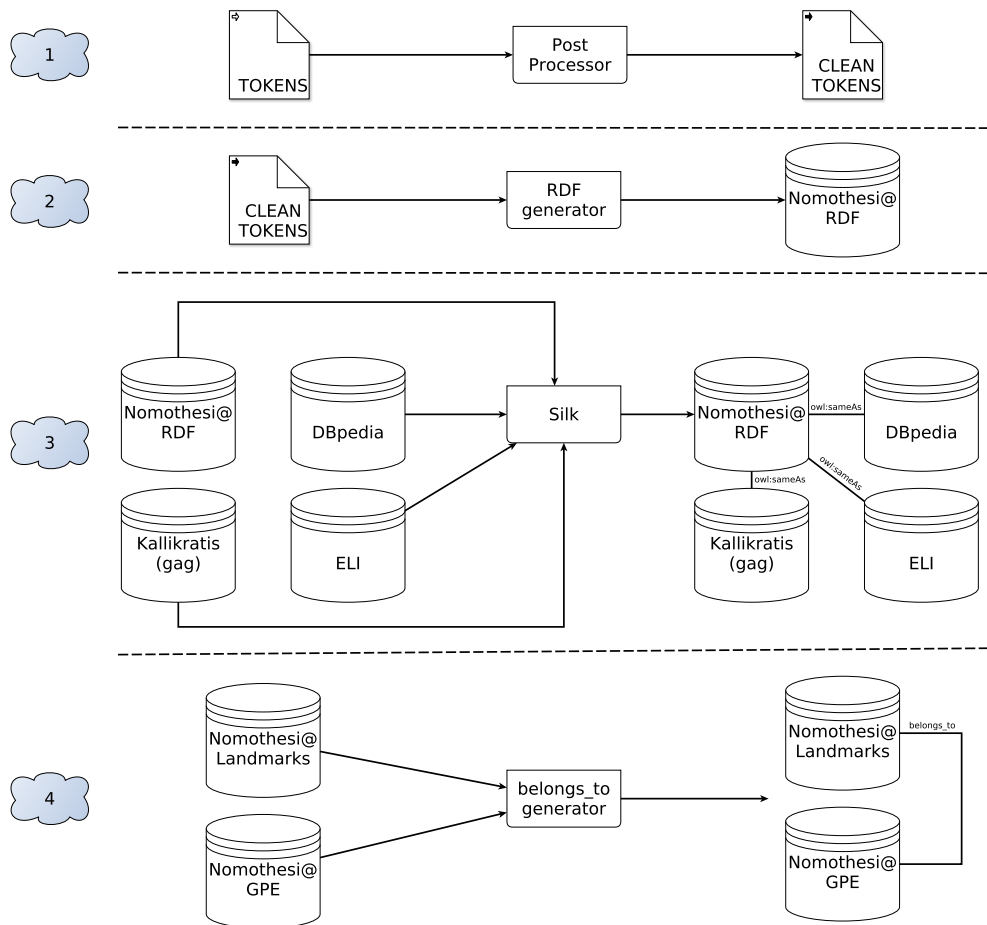 1
TOKENS
Post
Processor
CLEAN
TOKENS
2
CLEAN
TOKENS
RDF
generator
Nomothesi@
RDF
3
Nomothesi@
RDF
DBpedia
Silk
Nomothesi@
RDF
owl:sameAs
DBpedia
owl:sameAs
owl:sameAs
Kallikratis
(gag)
ELI
Kallikratis
(gag)
ELI
4
Nomothesi@
Landmarks
Nomothesi@
GPE
belongs_to
generator
Nomothesi@
Landmarks
belongs_to
Nomothesi@
GPE